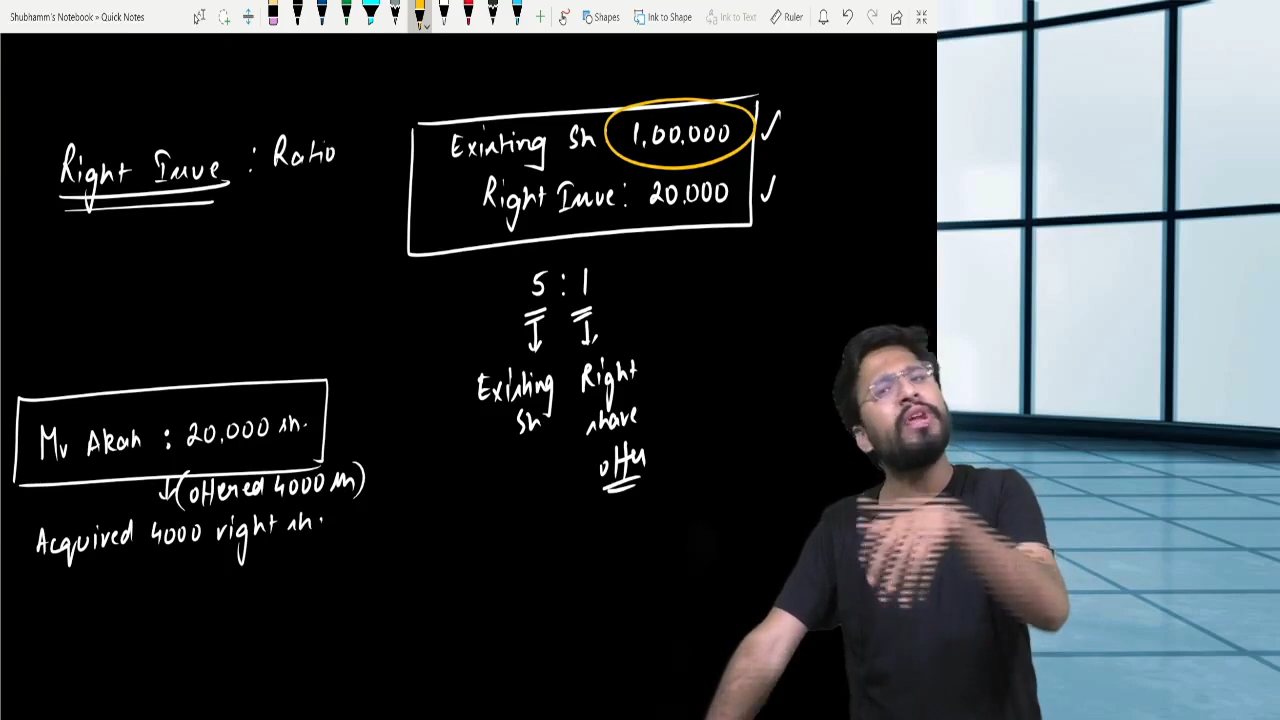 Shubhamm's Notebook » Quick Notes
Shapes
Ink to Shape
Ink to Text
Ruler
Right Issue : Ratio
Existing Sh 1,00,000
Right Issue: 20,000
5 : 1
Existing Sh
Right share offer
Mr Akash : 20,000 sh.
(offered 4000 sh)
Acquired 4000 right sh.